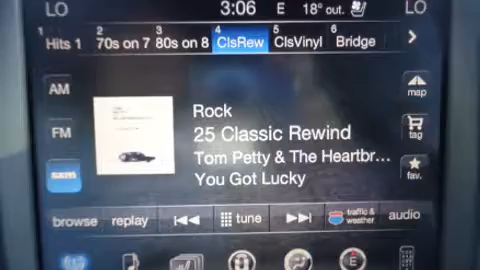 LO 3:06 E 18° out. LO
1 Hits 1 2 70s on 7 3 80s on 8 4 ClsRew 5 ClsVinyl 6 Bridge
AM
map
Rock
25 Classic Rewind
FM
tag
Tom Petty & The Heartbr...
You Got Lucky
sxm
fav.
browse replay tune traffic & weather audio
E